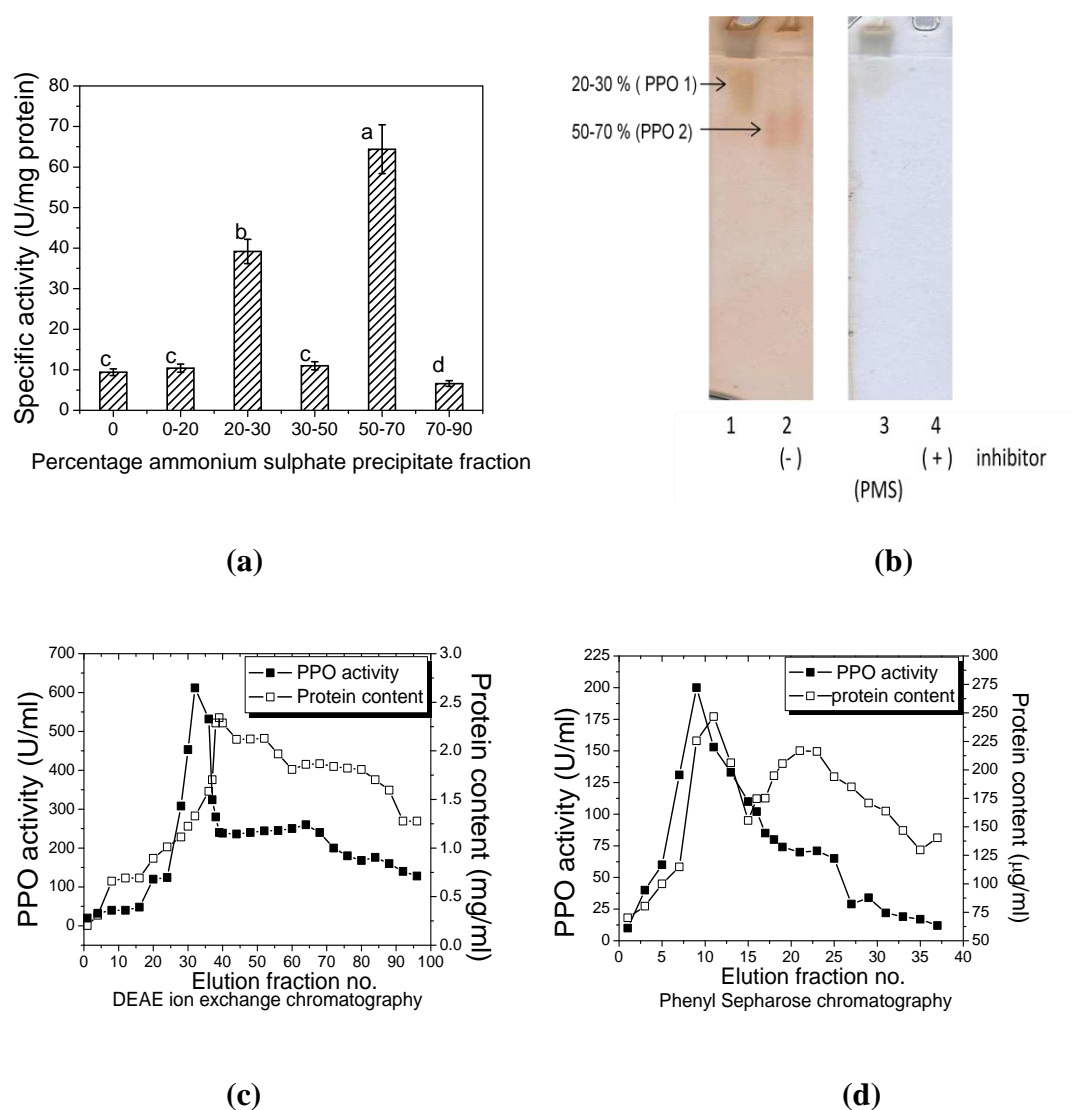 Specific activity (U/mg protein)
80
70
60
50
40
30
20
10
0
c
c
b
c
a
d
0 0-20 20-30 30-50 50-70 70-90
Percentage ammonium sulphate precipitate fraction
(a)
20-30 % ( PPO 1)
50-70 % (PPO 2)
1 2 3 4
(- ) ( + ) inhibitor
(PMS)
(b)
PPO activity (U/ml)
700
600
500
400
300
200
100
0
PPO activity
Protein content
3.0
2.5
2.0
1.5
1.0
0.5
0.0
Protein content (mg/ml)
0 10 20 30 40 50 60 70 80 90 100
Elution fraction no.
DEAE ion exchange chromatography
(c)
PPO activity (U/ml)
225
200
175
150
125
100
75
50
25
0
PPO activity
protein content
300
275
250
225
200
175
150
125
100
75
50
Protein content (μg/ml)
0 5 10 15 20 25 30 35 40
Elution fraction no.
Phenyl Sepharose chromatography
(d)